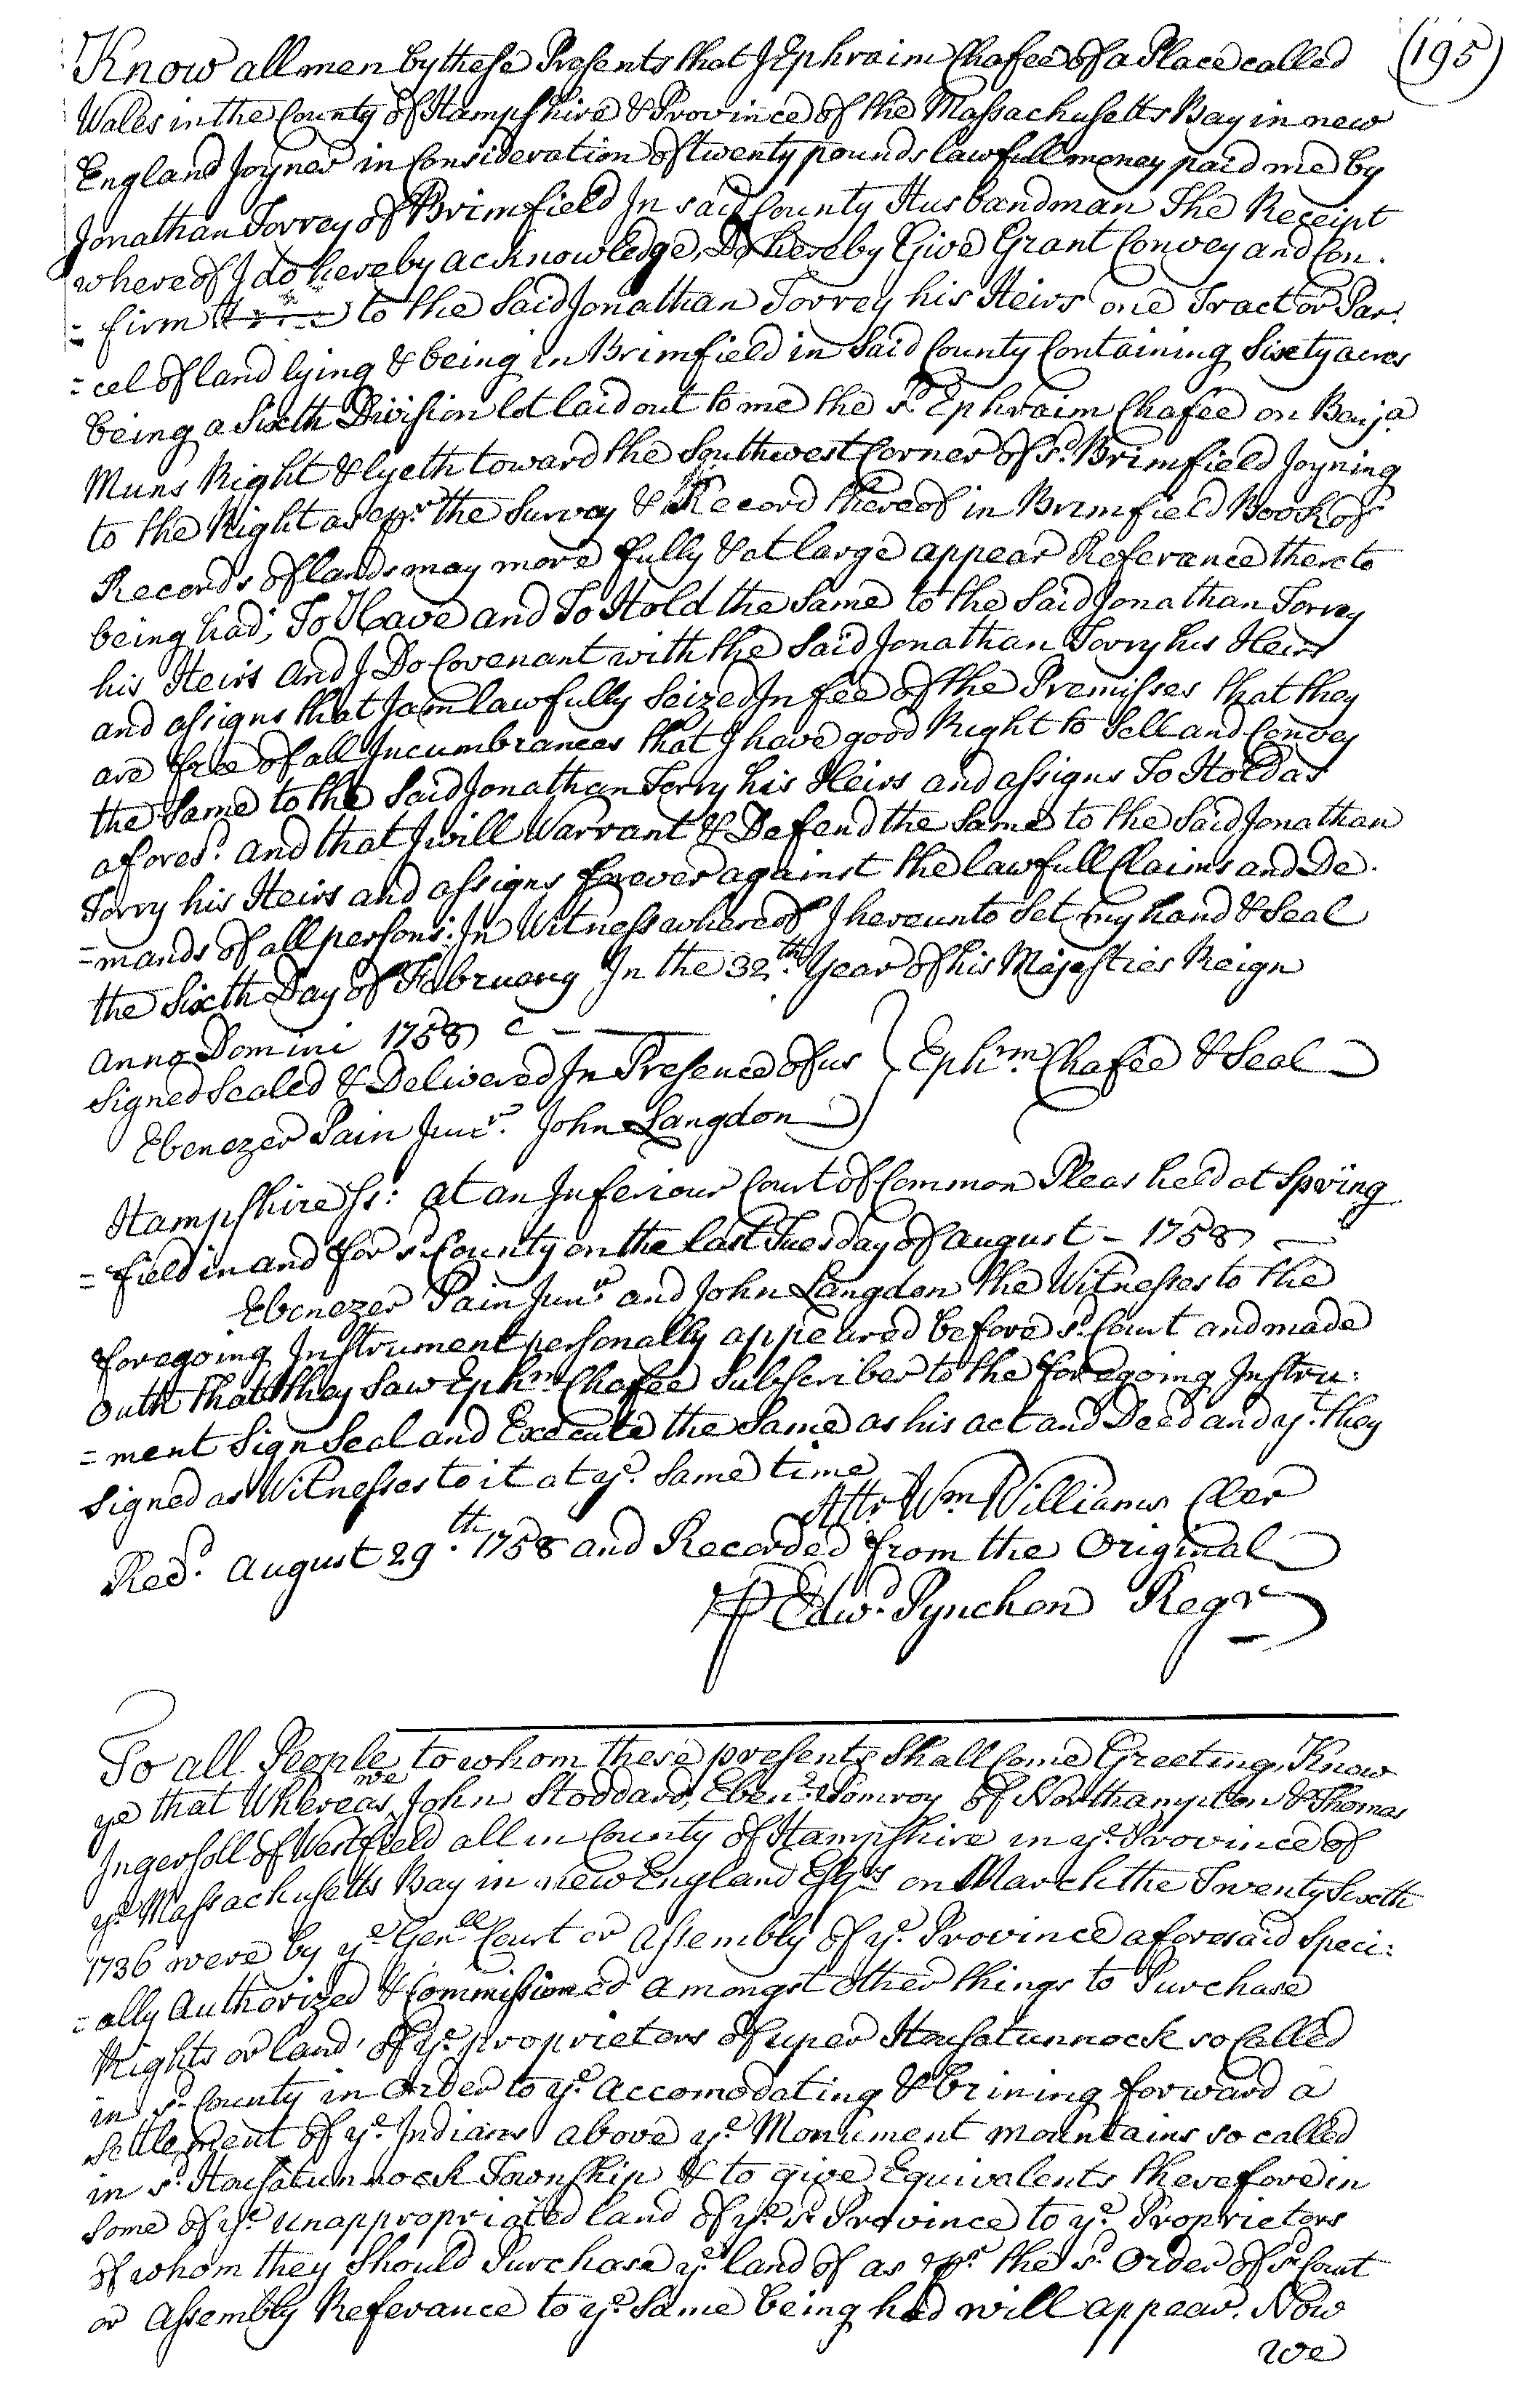 (195)
Know all men by these Presents that I Ephraim Chafee of a Place called
Wales in the County of Hampshire & Province of the Massachusetts Bay in new
England Joyner in Consideration of twenty pounds lawfull money paid me by
Jonathan Torrey of Brimfield In said County Husbandman The Receipt
whereof I do hereby acknowledge, Do hereby Give Grant Convey and Con.
=firm to the Said Jonathan Torrey his Heirs one Tract or Par:
=cel of land lying & being in Brimfield in Said County Containing Sixty acres
being a Sixth Division lot laid out to me the sd. Ephraim Chafee on Benja.
Muns Right & lyeth toward the Southwest Corner of sd. Brimfield Joyning
to the Right as pr. the Survey & Record thereof in Brimfield Book of
Records of lands may more fully & at large appear Referance thereto
being had; To Have and To Hold the Same to the Said Jonathan Torrey
his Heirs And I Do Covenant with the Said Jonathan Torry his Heirs
and assigns that I am lawfully Seized In fee of the Premisses that they
are free of all Incumbrances that I have good Right to Sell and Convey
the Same to the Said Jonathan Torry his Heirs and assigns To Hold as
aforesd. and that I will Warrant & Defend the Same to the Said Jonathan
Torry his Heirs and assigns forever against the lawfull Claims and De.
=mands of all persons: In Witness whereof I hereunto Set my hand & Seal
the Sixth Day of February In the 32th. Year of his Majesties Reign
anno Domini 1758
Signed Sealed & Delivered In Presence of us } Ephrm. Chafee & Seal
Ebenezer Pain Junr. John Langdon
Hampshire Ss: at an Inferiour Court of Common Pleas held at Spring
=field in and for sd. County on the last Tuesday of august - 1758
Ebenezer Pain Junr and John Langdon the Witnesses to the
foregoing Instrument personally appeared before sd. Court and made
Outh that they Saw Ephm Chafee Subscriber to the foregoing Instru:
=ment Sign Seal and Execute the Same as his act and Deed and yt. they
Signed as Witnesses to it at ye. Same time
Attr Wm Williams Cler
Recd. august 29th. 1758 and Recorded from the Original
P Edwd. Pynchon Regr
To all People to whom these presents Shall Come Greeting, Know
ye that Whereas we John Stoddard, Ebenr. Pomroy of Northampton & Thomas
Ingersoll of Westfield all in County of Hampshire in ye. Province of
ye Massachusetts Bay in new England Esqrs on March the Twenty Sixth
1736 were by ye Genll Court or Assembly of ye. Province aforesaid Speci:
=ally Authorized & Commissioned amongst other things to Purchase
Rights or land of ye. proprietors of uper Housatunnock so Called
in sd. County in Order to ye. accomodating & brining forward a
Settlement of ye. Indians above ye. Monument mountains so called
in sd. Housatunnock Township & to give Equivalents therefore in
Some of ye. unappropriated land of ye. sd. Province to ye. Proprietors
of whom they Should Purchase ye. land of as pr. the sd. Order of sd. Court
or Assembly Referance to ye. Same being had will appear. Now
we